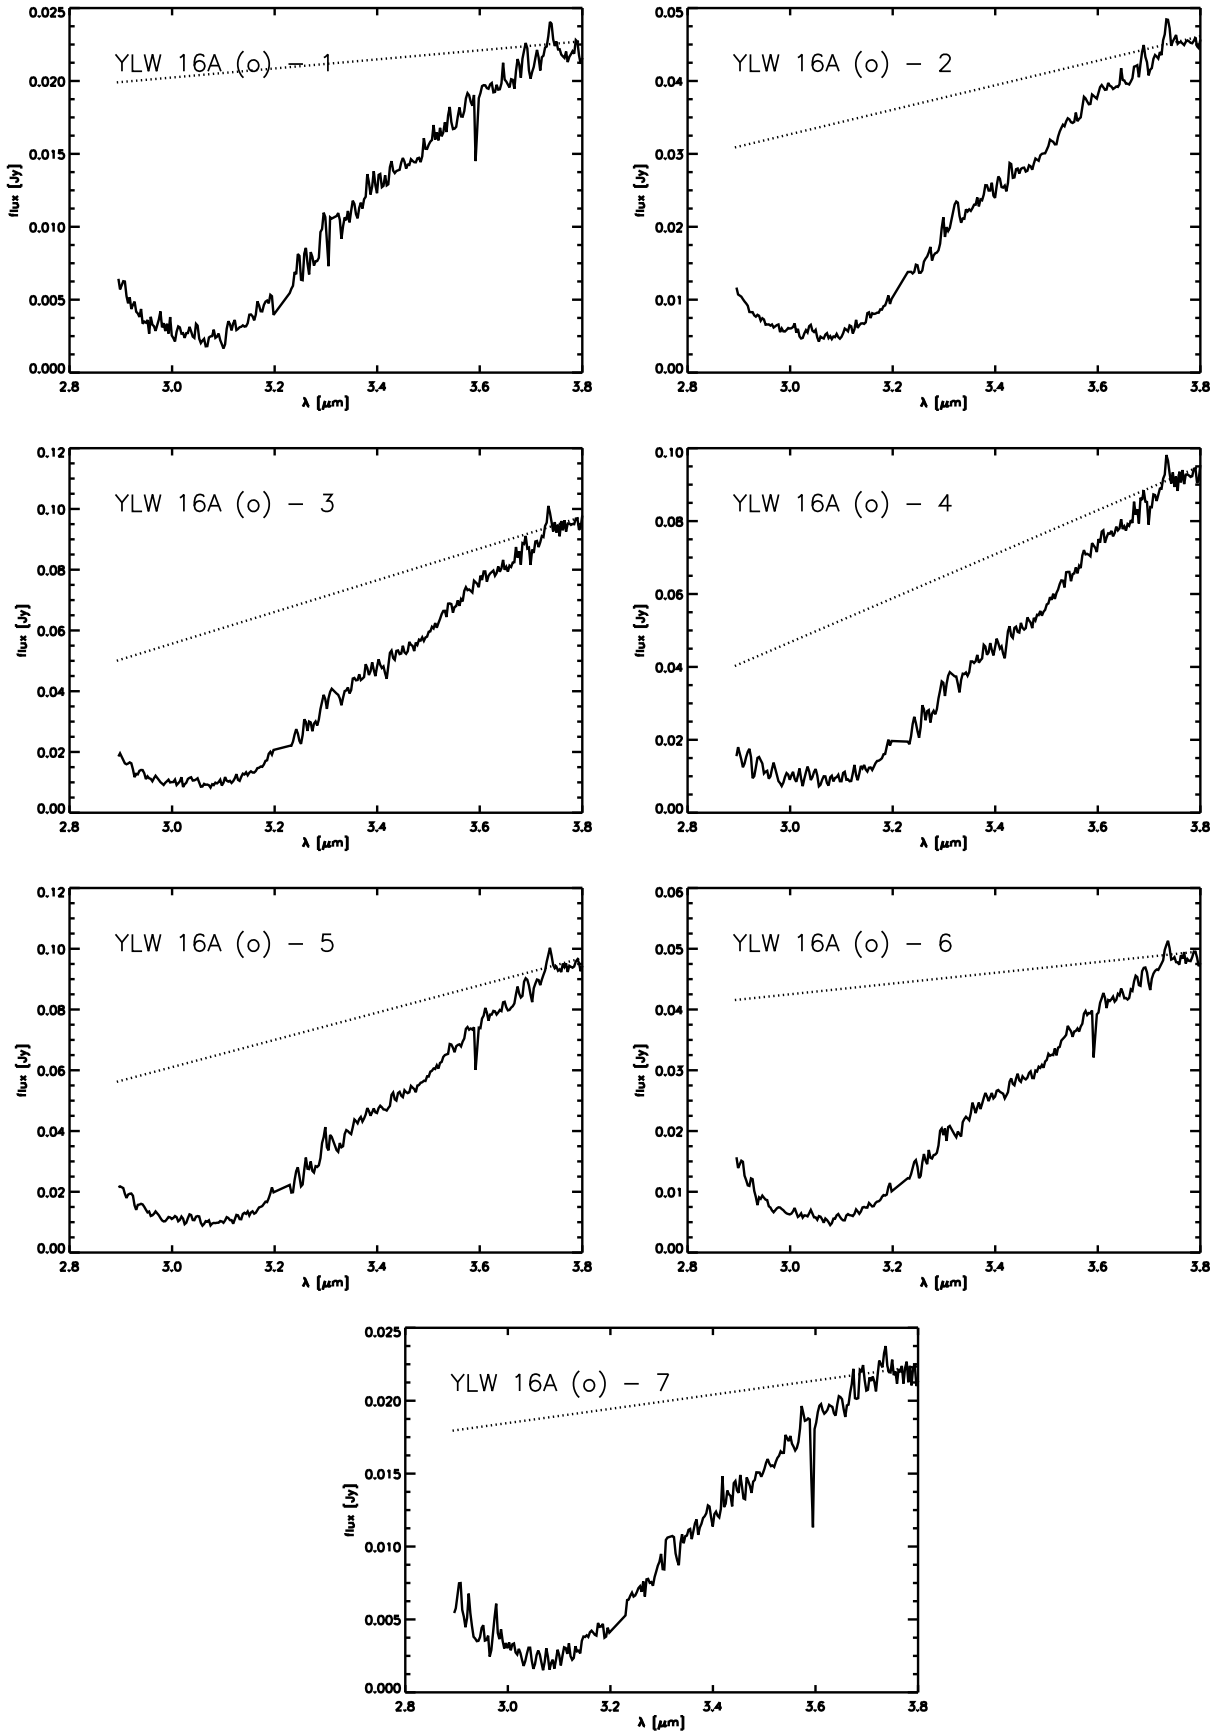 0.025
0.020
0.015
0.010
0.005
0.000
flux [Jy]
YLW 16A (o) – 1
2.8 3.0 3.2 3.4 3.6 3.8
λ [μm]
0.05
0.04
0.03
0.02
0.01
0.00
flux [Jy]
YLW 16A (o) – 2
2.8 3.0 3.2 3.4 3.6 3.8
λ [μm]
0.12
0.10
0.08
0.06
0.04
0.02
0.00
flux [Jy]
YLW 16A (o) – 3
2.8 3.0 3.2 3.4 3.6 3.8
λ [μm]
0.10
0.08
0.06
0.04
0.02
0.00
flux [Jy]
YLW 16A (o) – 4
2.8 3.0 3.2 3.4 3.6 3.8
λ [μm]
0.12
0.10
0.08
0.06
0.04
0.02
0.00
flux [Jy]
YLW 16A (o) – 5
2.8 3.0 3.2 3.4 3.6 3.8
λ [μm]
0.06
0.05
0.04
0.03
0.02
0.01
0.00
flux [Jy]
YLW 16A (o) – 6
2.8 3.0 3.2 3.4 3.6 3.8
λ [μm]
0.025
0.020
0.015
0.010
0.005
0.000
flux [Jy]
YLW 16A (o) – 7
2.8 3.0 3.2 3.4 3.6 3.8
λ [μm]